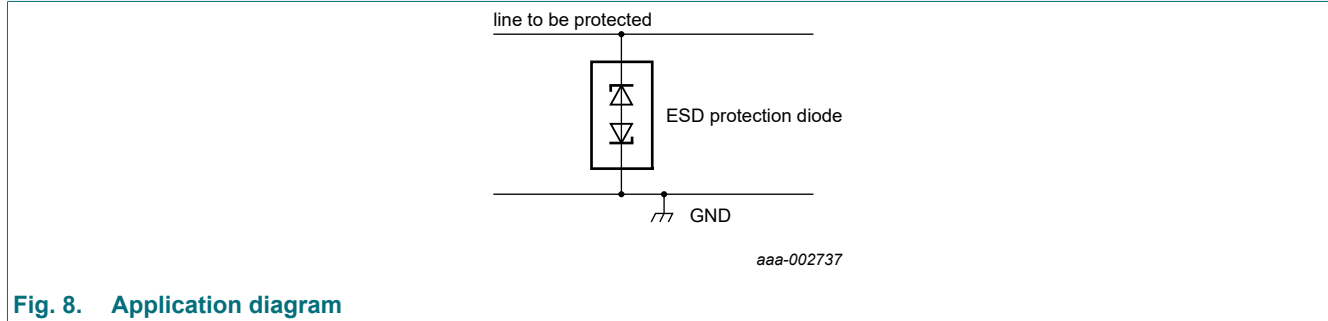 line to be protected
ESD protection diode
GND
aaa-002737
Fig. 8. Application diagram